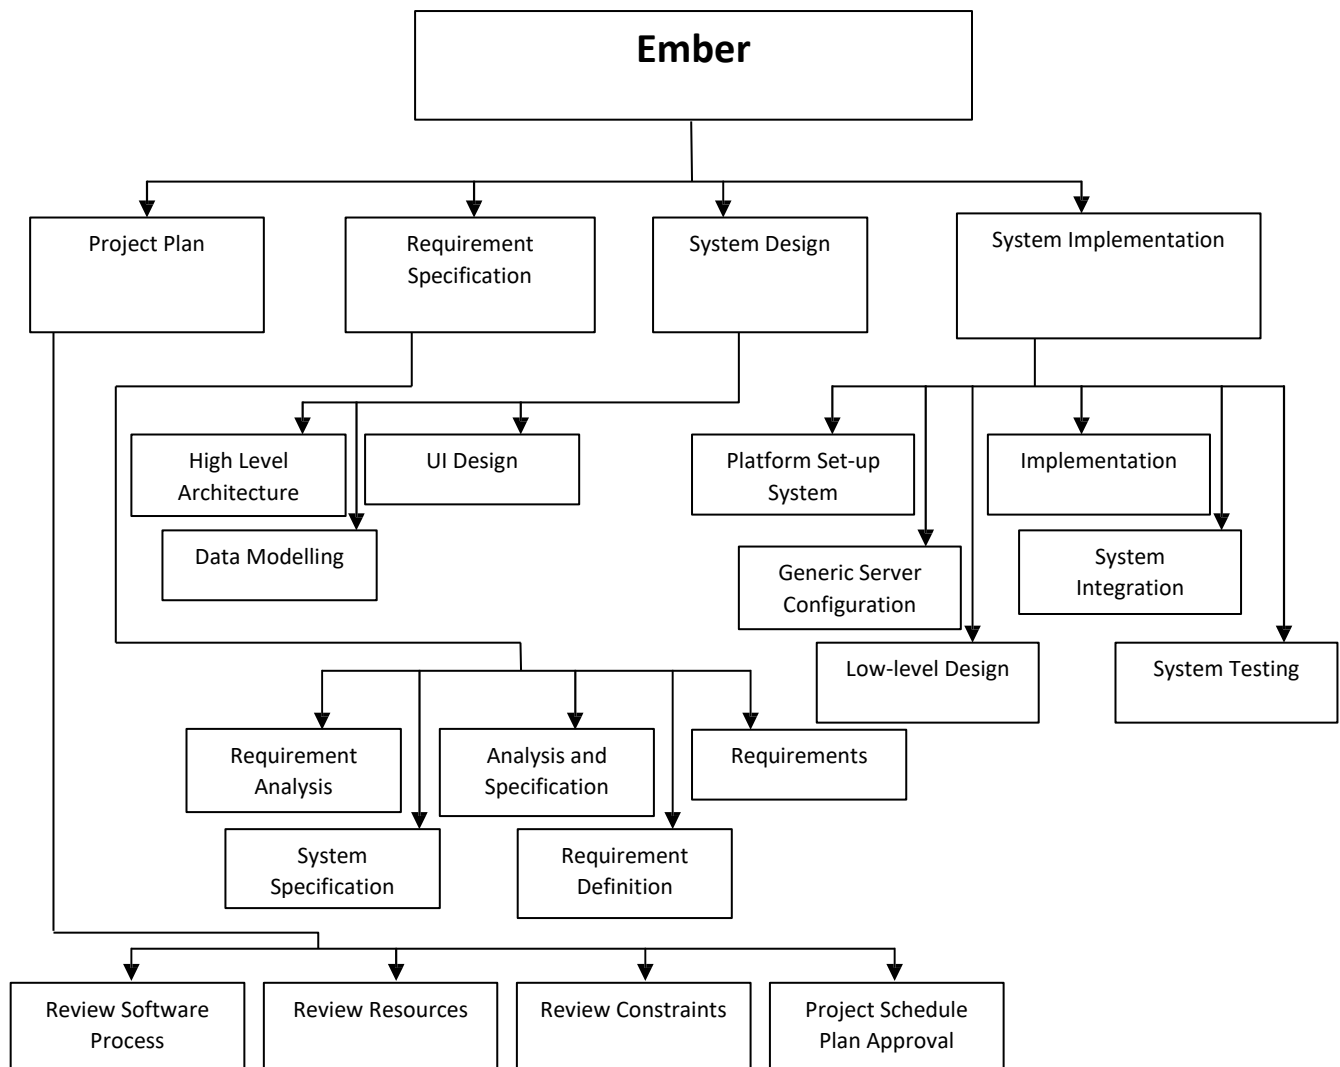 Ember
Project Plan
Requirement
Specification
System Design
System Implementation
High Level
Architecture
UI Design
Data Modelling
Platform Set-up
System
Implementation
Generic Server
Configuration
System
Integration
Low-level Design
System Testing
Requirement
Analysis
Analysis and
Specification
Requirements
System
Specification
Requirement
Definition
Review Software
Process
Review Resources
Review Constraints
Project Schedule
Plan Approval